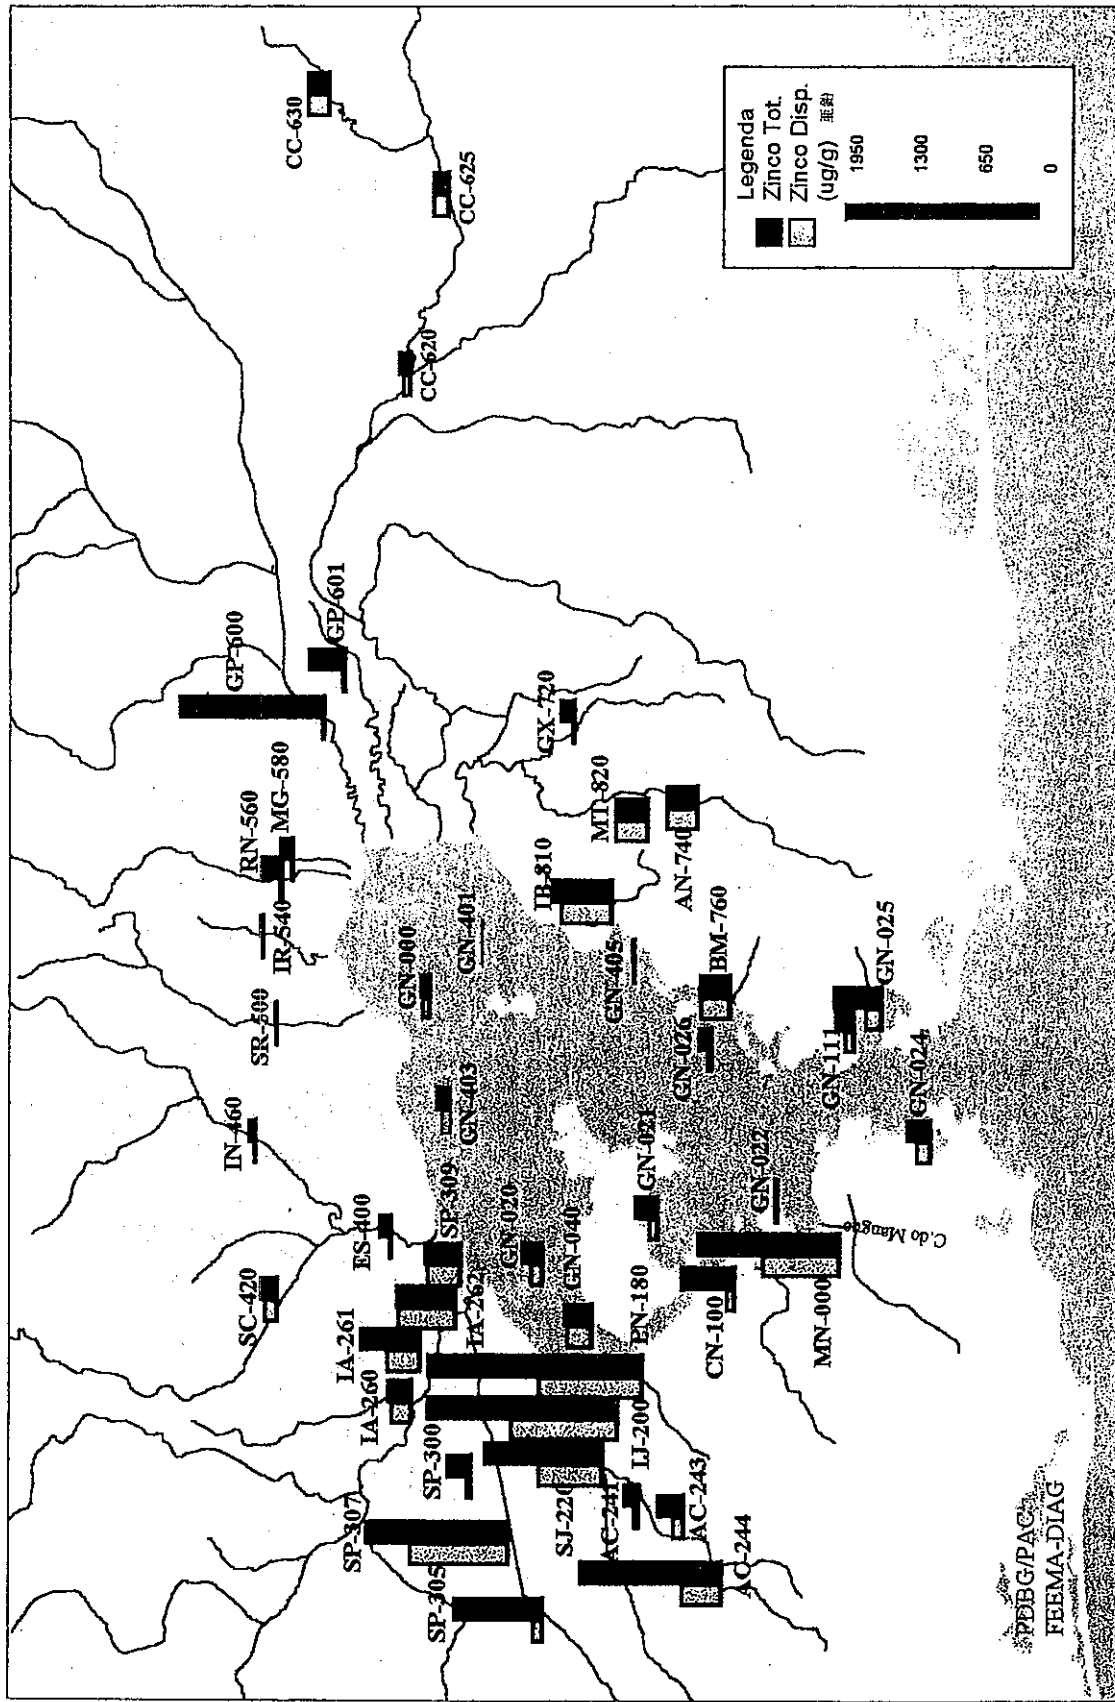 CC-630
CC-625
CC-620
GP-600
GP-601
GX-720
MT-820
AN-740
RN-560
MG-580
IR-540
IB-810
GN-401
GN-000
GN-405
BM-760
GN-025
SR-500
GN-026
GN-111
GN-024
IN-460
GN-403
GN-021
GN-022
C.do Mangue
ES-400
SP-309
GN-020
GN-040
SC-420
IA-262
PN-180
CN-100
MN-000
IA-261
IA-260
SP-300
IJ-200
SJ-220
AC-241
AC-243
AC-244
SP-307
SP-305
Legenda
Zinco Tot.
Zinco Disp.
(ug/g) 亜鉛
1950
1300
650
0
PDBG/PAC
FEEMA-DIAG